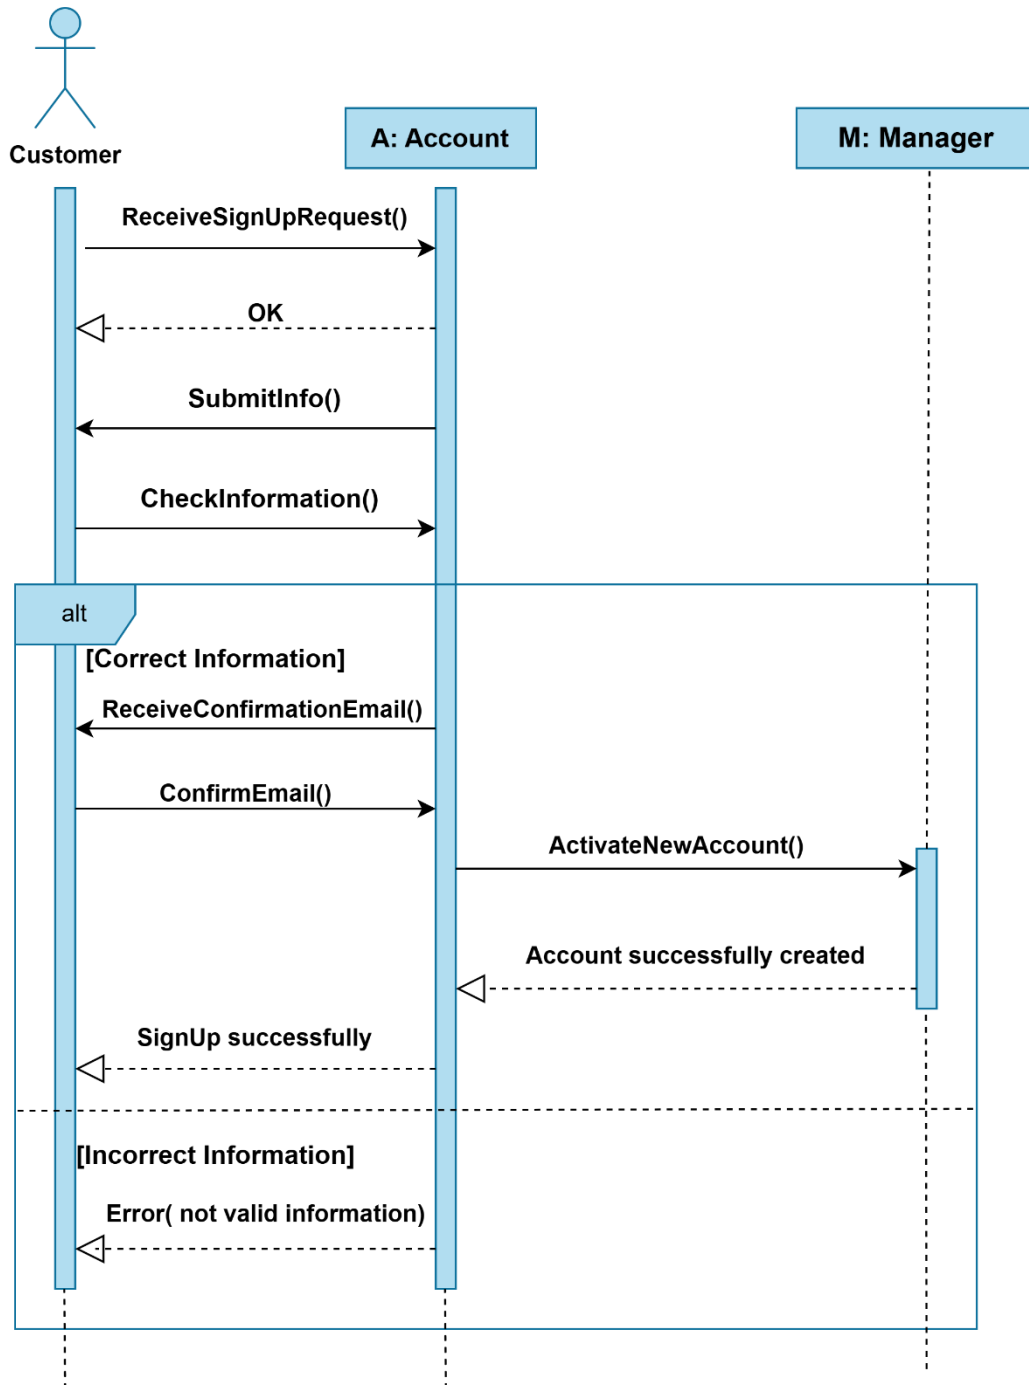 Customer
A: Account
M: Manager
ReceiveSignUpRequest()
OK
SubmitInfo()
CheckInformation()
alt
[Correct Information]
ReceiveConfirmationEmail()
ConfirmEmail()
ActivateNewAccount()
Account successfully created
SignUp successfully
[Incorrect Information]
Error( not valid information)